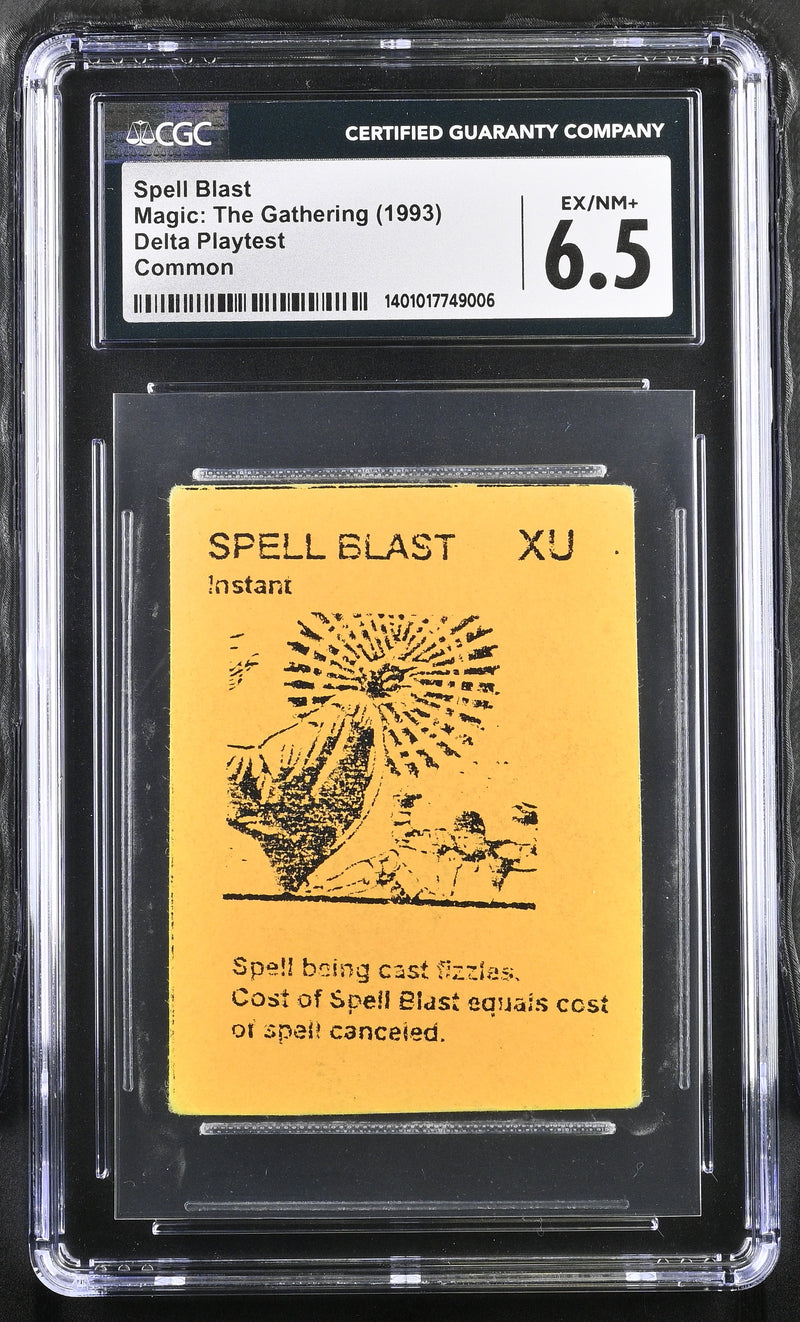 CGC
CERTIFIED GUARANTY COMPANY
Spell Blast
Magic: The Gathering (1993)
Delta Playtest
Common
1401017749006
EX/NM+
6.5
SPELL BLAST XU
Instant
Spell being cast fizzles.
Cost of Spell Blast equals cost
of spell canceled.